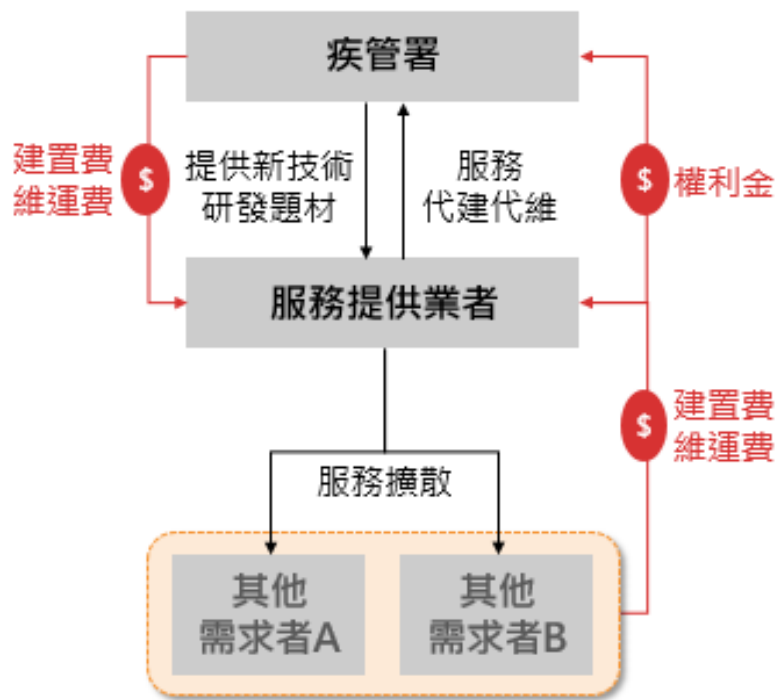 疾管署
建置費
維運費
$
提供新技術
研發題材
服務
代建代維
$
權利金
服務提供業者
$
建置費
維運費
服務擴散
其他
需求者A
其他
需求者B